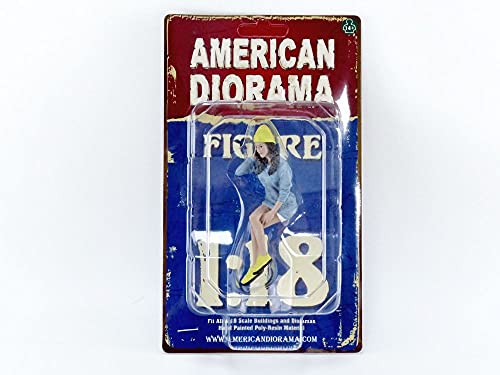 14+
AMERICAN
DIORAMA
FIGURE
1:18
Fit All 1:18 Scale Buildings and Dioramas
Hand Painted Poly-Resin Material
WWW.AMERICANDIORAMA.COM